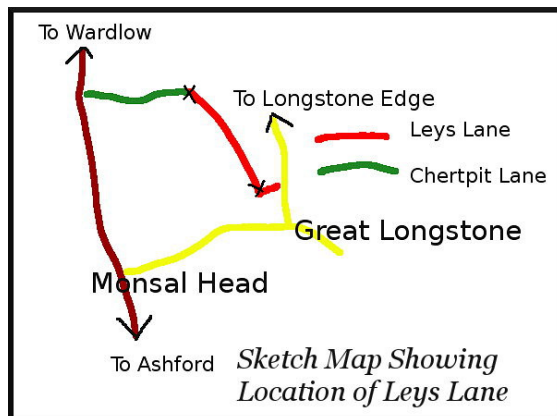 To Wardlow
To Longstone Edge
Leys Lane
Chertpit Lane
Great Longstone
Monsal Head
To Ashford
Sketch Map Showing
Location of Leys Lane